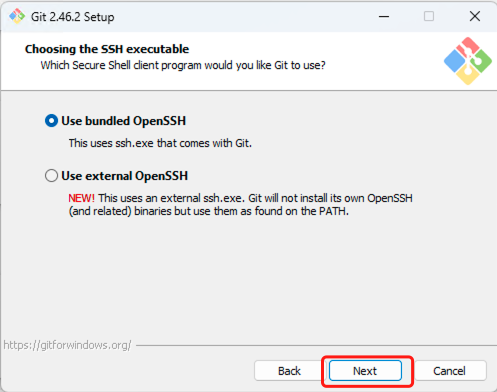 Git 2.46.2 Setup
Choosing the SSH executable
Which Secure Shell client program would you like Git to use?
Use bundled OpenSSH
This uses ssh.exe that comes with Git.
Use external OpenSSH
NEW! This uses an external ssh.exe. Git will not install its own OpenSSH
(and related) binaries but use them as found on the PATH.
https://gitforwindows.org/
Back
Next
Cancel